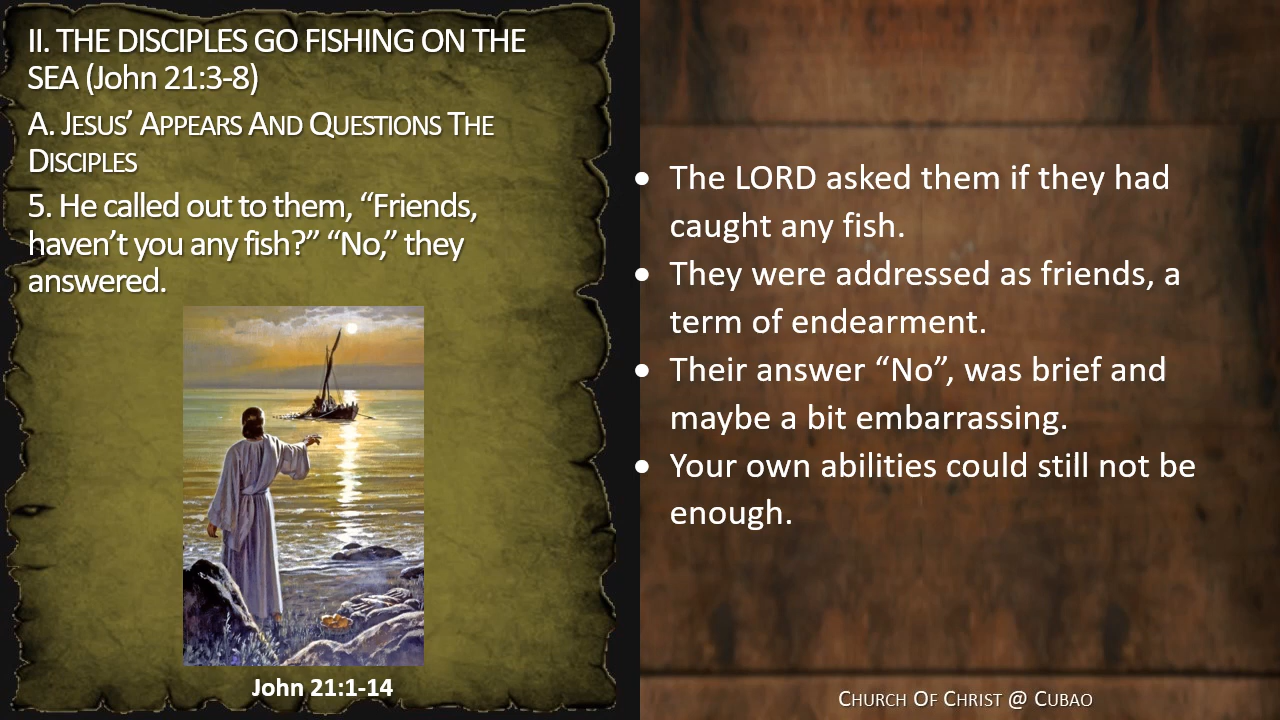 II. THE DISCIPLES GO FISHING ON THE
SEA (John 21:3-8)
A. JESUS’ APPEARS AND QUESTIONS THE
DISCIPLES
5. He called out to them, “Friends,
haven’t you any fish?” “No,” they
answered.
John 21:1-14
• The LORD asked them if they had
caught any fish.
• They were addressed as friends, a
term of endearment.
• Their answer “No”, was brief and
maybe a bit embarrassing.
• Your own abilities could still not be
enough.
CHURCH OF CHRIST @ CUBAO